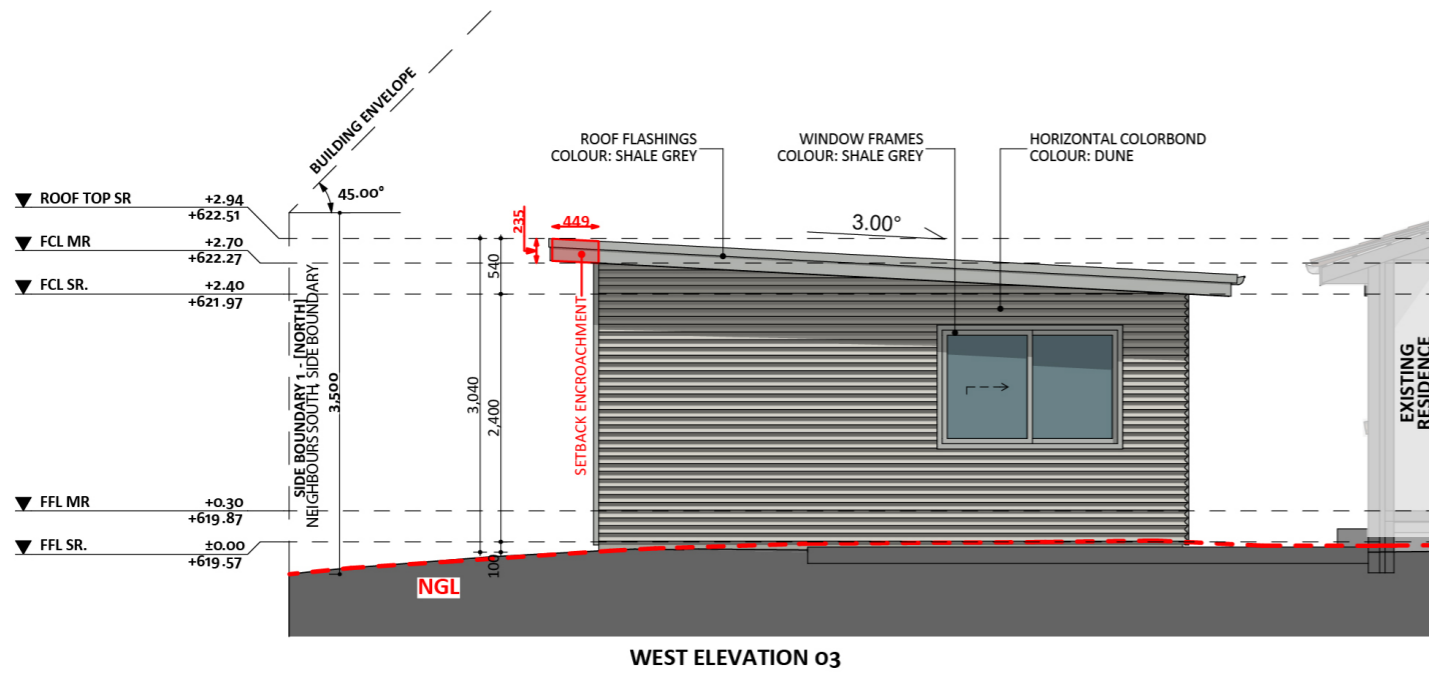 BUILDING ENVELOPE
45.00°
ROOF FLASHINGS
COLOUR: SHALE GREY
WINDOW FRAMES
COLOUR: SHALE GREY
HORIZONTAL COLORBOND
COLOUR: DUNE
ROOF TOP SR +2.94
+622.51
FCL MR +2.70
+622.27
FCL SR. +2.40
+621.97
FFL MR +0.30
+619.87
FFL SR. ±0.00
+619.57
SIDE BOUNDARY 1 - [NORTH]
NEIGHBOURS SOUTH, SIDE BOUNDARY
3,500
3,040
540
2,400
100
235
449
3.00°
SETBACK ENCROACHMENT
EXISTING
RESIDENCE
NGL
WEST ELEVATION 03